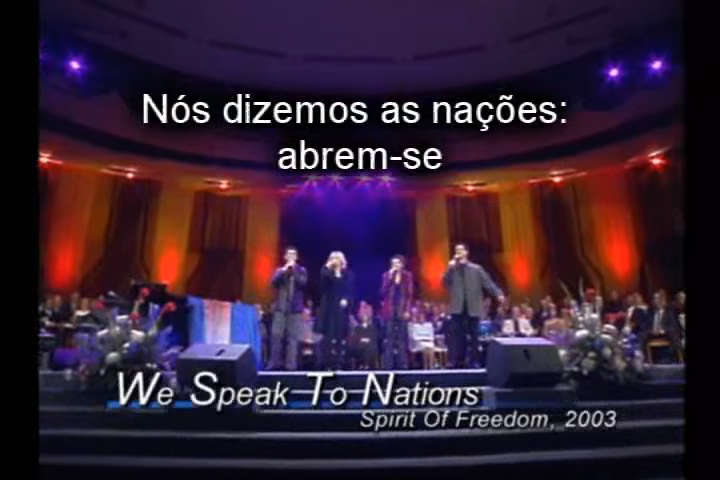 Nós dizemos as nações:
abrem-se
We Speak To Nations
Spirit Of Freedom, 2003